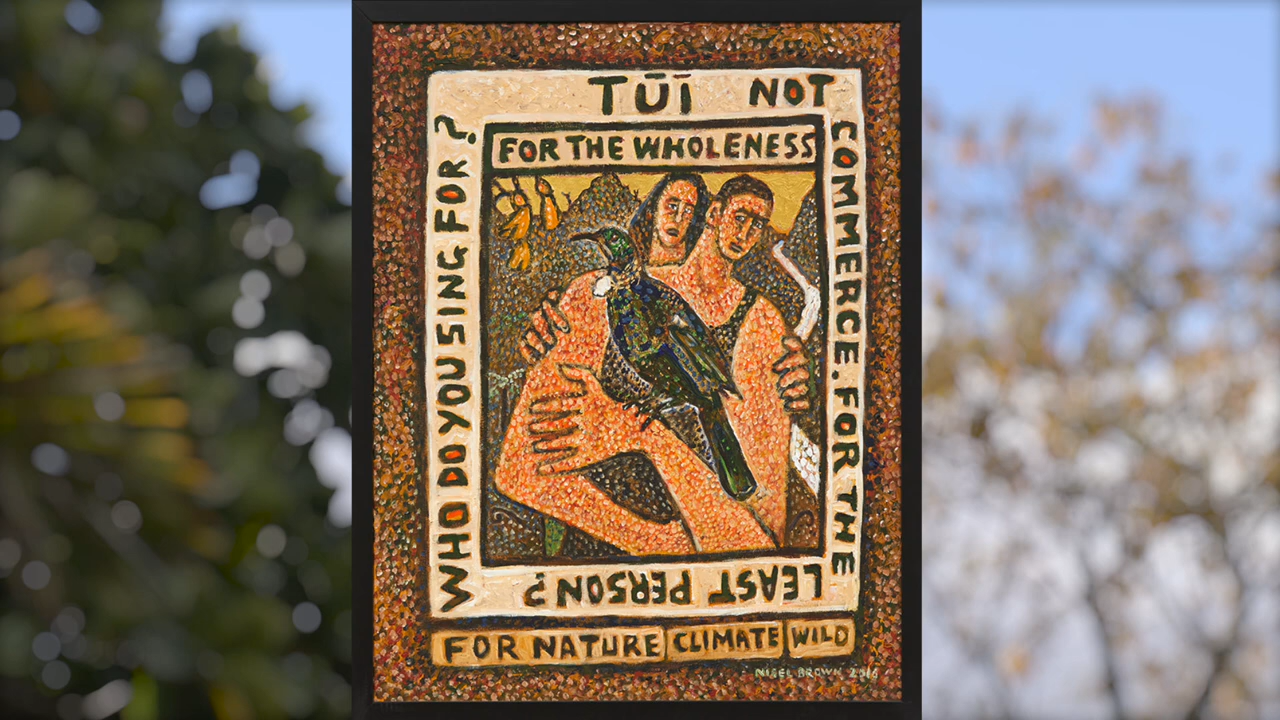 TŪĪ NOT
COMMERCE. FOR THE
LEAST PERSON?
WHO DO YOU SING FOR?
FOR THE WHOLENESS
FOR NATURE CLIMATE WILD
NIGEL BROWN 2016